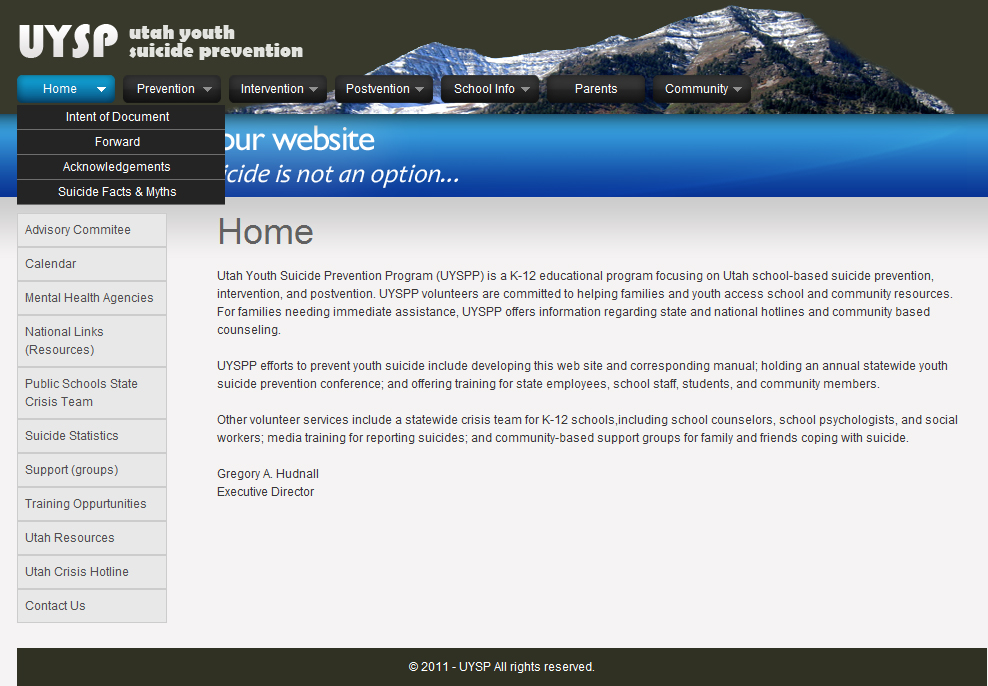 UYSP utah youth
suicide prevention
Home Prevention Intervention Postvention School Info Parents Community
Intent of Document
Forward
Acknowledgements
Suicide Facts & Myths
our website
is not an option...
Advisory Commitee
Calendar
Mental Health Agencies
National Links
(Resources)
Public Schools State
Crisis Team
Suicide Statistics
Support (groups)
Training Oppurtunities
Utah Resources
Utah Crisis Hotline
Contact Us
Home
Utah Youth Suicide Prevention Program (UYSPP) is a K-12 educational program focusing on Utah school-based suicide prevention,
intervention, and postvention. UYSPP volunteers are committed to helping families and youth access school and community resources.
For families needing immediate assistance, UYSPP offers information regarding state and national hotlines and community based
counseling.
UYSPP efforts to prevent youth suicide include developing this web site and corresponding manual; holding an annual statewide youth
suicide prevention conference; and offering training for state employees, school staff, students, and community members.
Other volunteer services include a statewide crisis team for K-12 schools,including school counselors, school psychologists, and social
workers; media training for reporting suicides; and community-based support groups for family and friends coping with suicide.
Gregory A. Hudnall
Executive Director
© 2011 - UYSP All rights reserved.